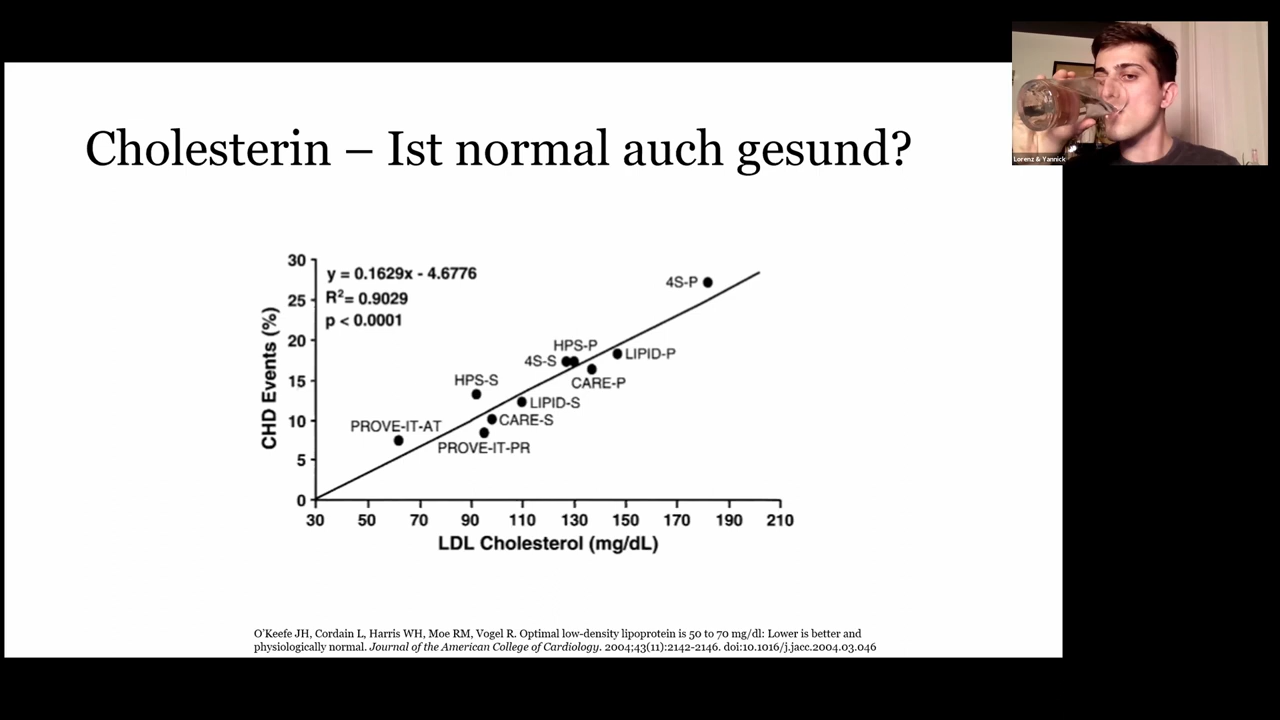 Cholesterin – Ist normal auch gesund?
Lorenz & Yannick
30
25
20
15
10
5
0
CHD Events (%)
y = 0.1629x - 4.6776
R²= 0.9029
p < 0.0001
4S-P
HPS-P
4S-S
LIPID-P
CARE-P
HPS-S
LIPID-S
CARE-S
PROVE-IT-AT
PROVE-IT-PR
30 50 70 90 110 130 150 170 190 210
LDL Cholesterol (mg/dL)
O'Keefe JH, Cordain L, Harris WH, Moe RM, Vogel R. Optimal low-density lipoprotein is 50 to 70 mg/dl: Lower is better and
physiologically normal. Journal of the American College of Cardiology. 2004;43(11):2142-2146. doi:10.1016/j.jacc.2004.03.046